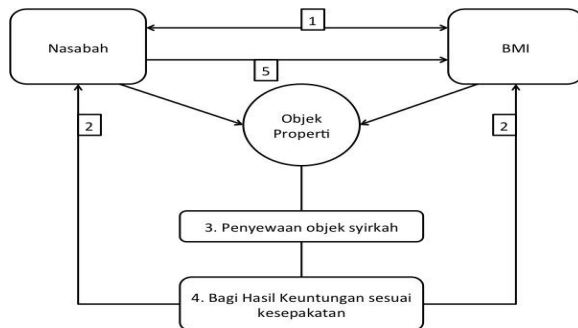 1
Nasabah
BMI
5
Objek
Properti
2
2
3. Penyewaan objek syirkah
4. Bagi Hasil Keuntungan sesuai
kesepakatan